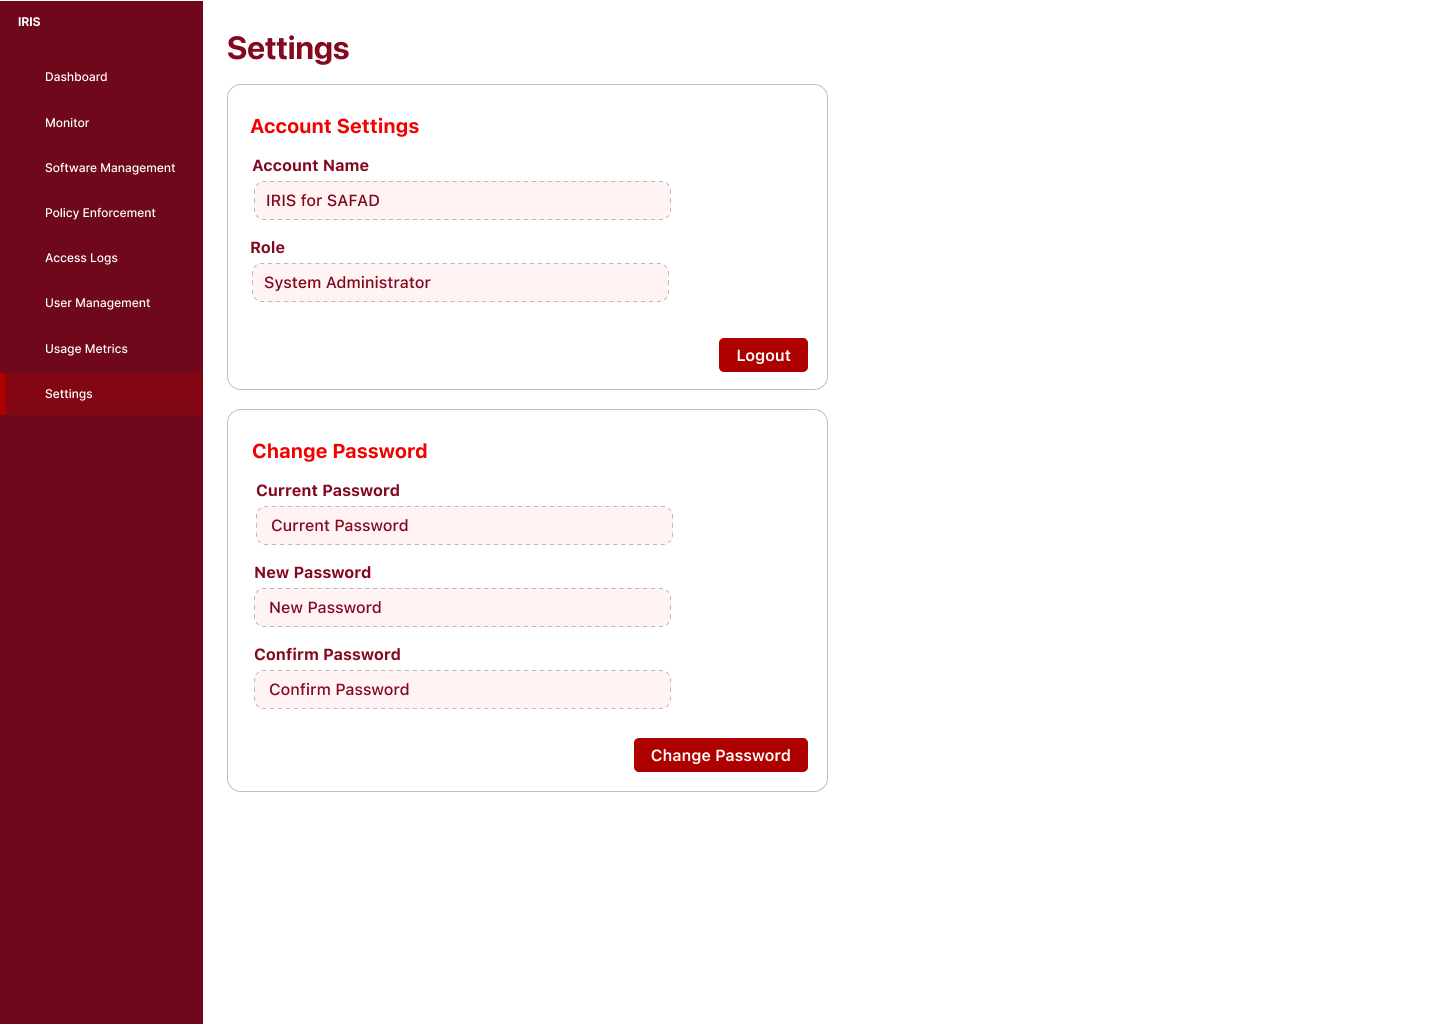 IRIS
Dashboard
Monitor
Software Management
Policy Enforcement
Access Logs
User Management
Usage Metrics
Settings
Settings
Account Settings
Account Name
IRIS for SAFAD
Role
System Administrator
Logout
Change Password
Current Password
Current Password
New Password
New Password
Confirm Password
Confirm Password
Change Password